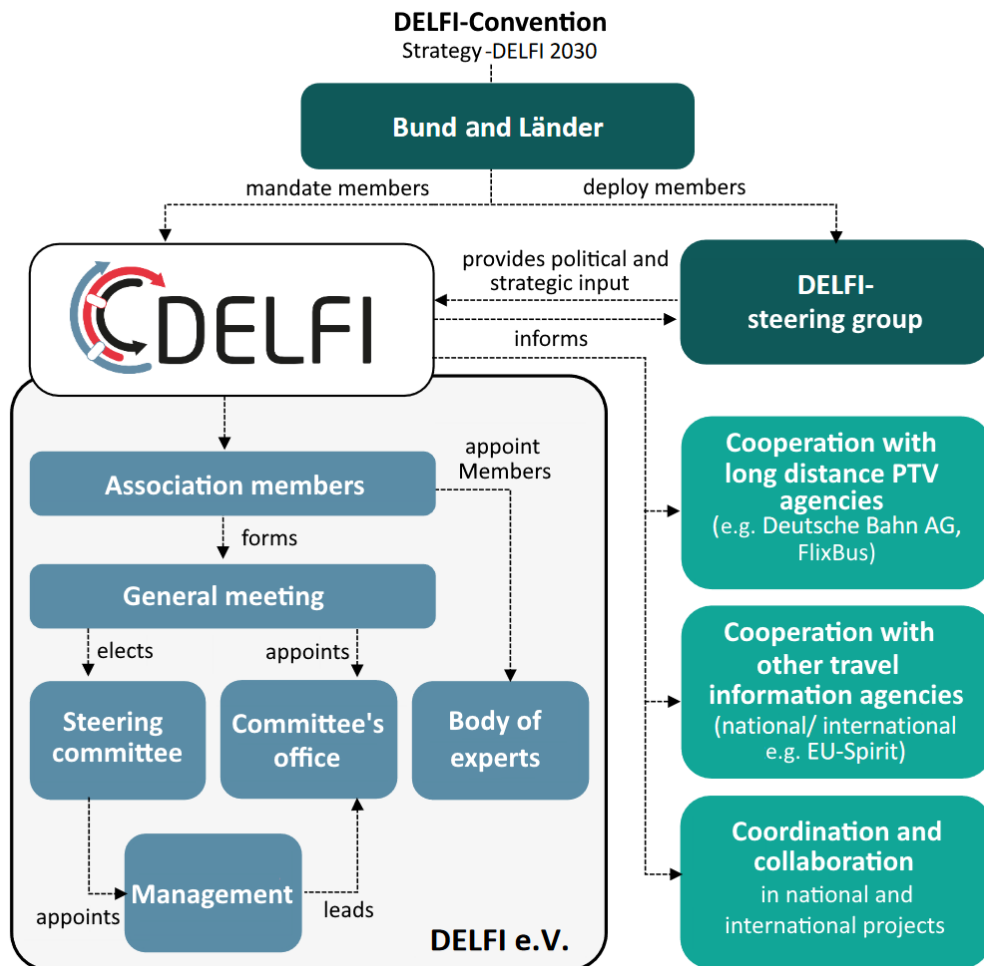 DELFI-Convention
Strategy -DELFI 2030
Bund and Länder
mandate members
deploy members
DELFI
provides political and
strategic input
informs
DELFI-
steering group
Association members
appoint
Members
forms
General meeting
elects
appoints
Steering
committee
Committee's
office
Body of
experts
Management
appoints
leads
DELFI e.V.
Cooperation with
long distance PTV
agencies
(e.g. Deutsche Bahn AG,
FlixBus)
Cooperation with
other travel
information agencies
(national/ international
e.g. EU-Spirit)
Coordination and
collaboration
in national and
international projects